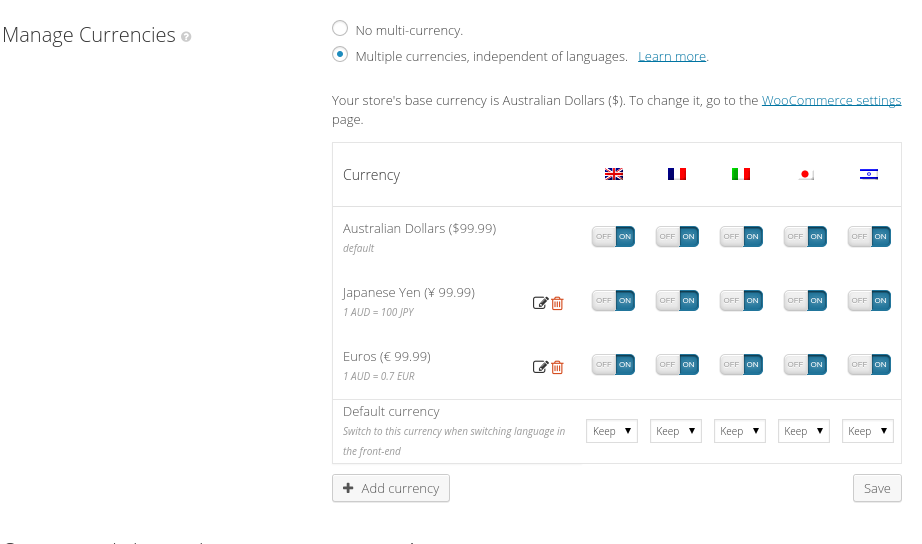 Manage Currencies
No multi-currency.
Multiple currencies, independent of languages. Learn more.
Your store's base currency is Australian Dollars ($). To change it, go to the WooCommerce settings
page.
Currency
Australian Dollars ($99.99)
default
OFF ON OFF ON OFF ON OFF ON OFF ON
Japanese Yen (¥ 99.99)
1 AUD = 100 JPY
OFF ON OFF ON OFF ON OFF ON OFF ON
Euros (€ 99.99)
1 AUD = 0.7 EUR
OFF ON OFF ON OFF ON OFF ON OFF ON
Default currency
Switch to this currency when switching language in
the front-end
Keep Keep Keep Keep Keep
Add currency
Save